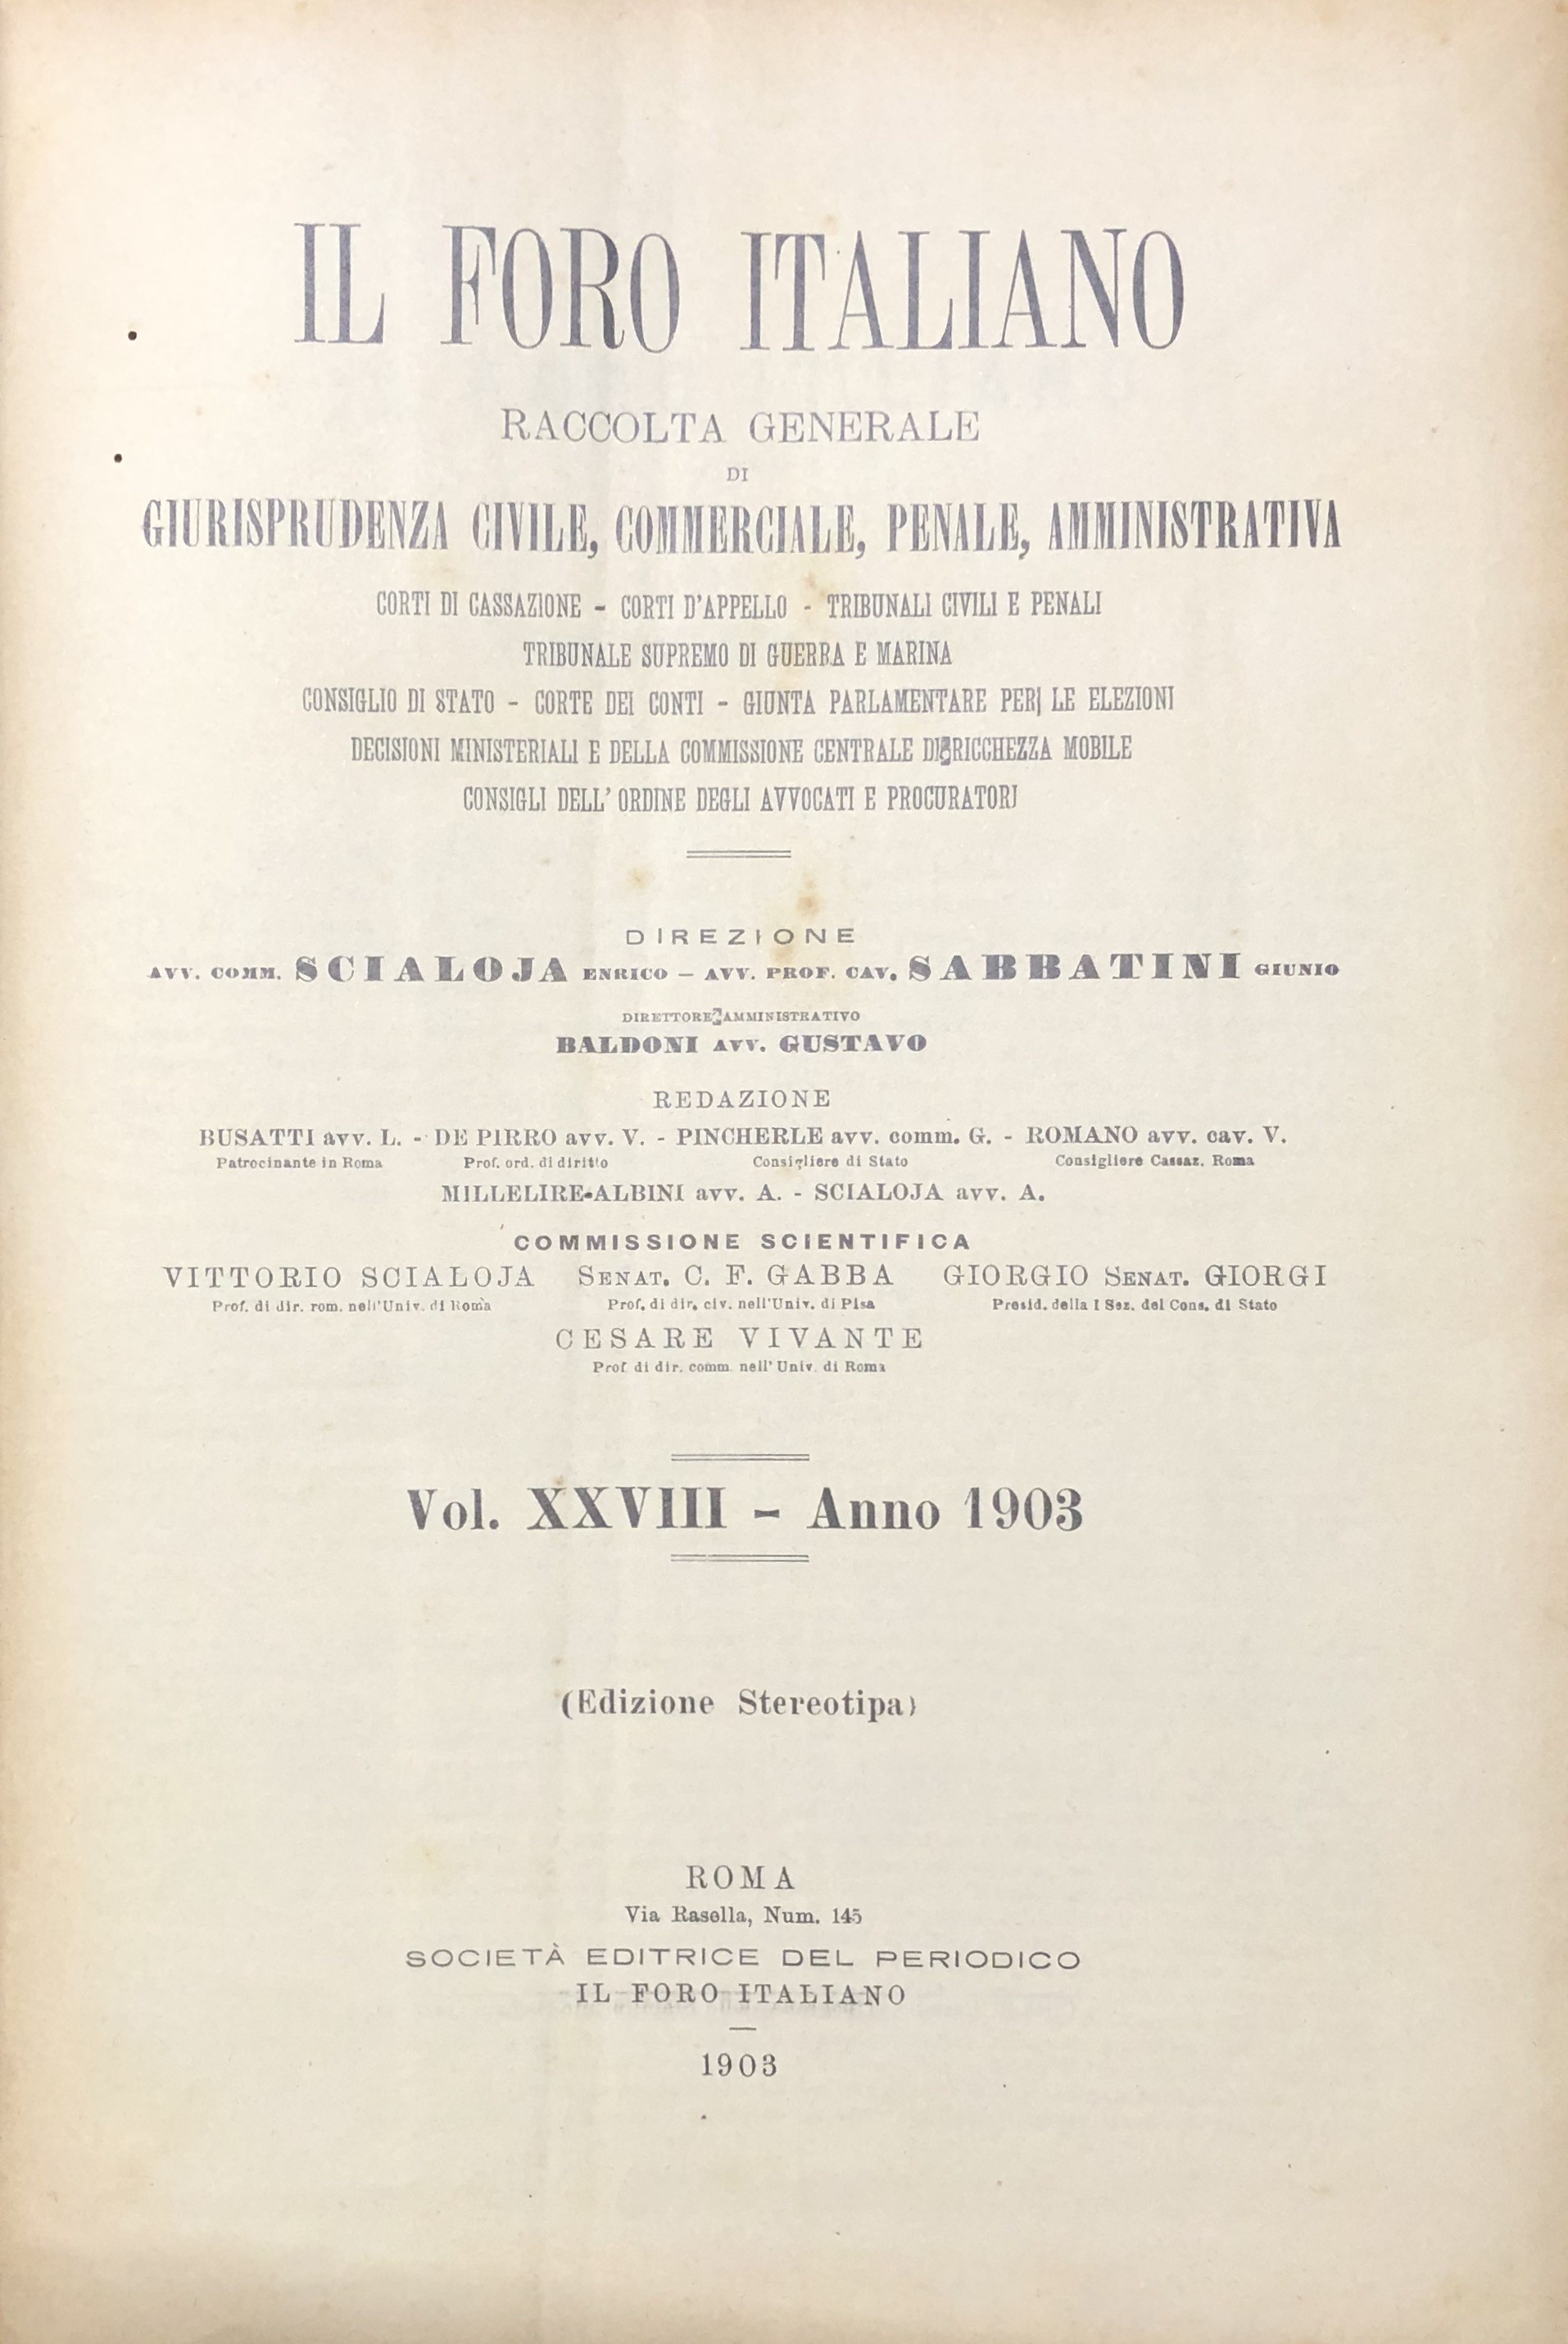 IL FORO ITALIANO
RACCOLTA GENERALE
DI
GIURISPRUDENZA CIVILE, COMMERCIALE, PENALE, AMMINISTRATIVA
CORTI DI CASSAZIONE - CORTI D'APPELLO - TRIBUNALI CIVILI E PENALI
TRIBUNALE SUPREMO DI GUERRA E MARINA
CONSIGLIO DI STATO - CORTE DEI CONTI - GIUNTA PARLAMENTARE PER LE ELEZIONI
DECISIONI MINISTERIALI E DELLA COMMISSIONE CENTRALE DI RICCHEZZA MOBILE
CONSIGLI DELL' ORDINE DEGLI AVVOCATI E PROCURATORI
DIREZIONE
AVV. COMM. SCIALOJA ENRICO — AVV. PROF. CAV. SABBATINI GIUNIO
DIRETTORE AMMINISTRATIVO
BALDONI AVV. GUSTAVO
REDAZIONE
BUSATTI avv. L. - DE PIRRO avv. V. - PINCHERLE avv. comm. G. - ROMANO avv. cav. V.
Patrocinante in Roma Prof. ord. di diritto Consigliere di Stato Consigliere Cassaz. Roma
MILLELIRE-ALBINI avv. A. - SCIALOJA avv. A.
COMMISSIONE SCIENTIFICA
VITTORIO SCIALOJA SENAT. C. F. GABBA GIORGIO SENAT. GIORGI
Prof. di dir. rom. nell'Univ. di Roma Prof. di dir. civ. nell'Univ. di Pisa Presid. della I Sez. del Cons. di Stato
CESARE VIVANTE
Prof. di dir. comm. nell' Univ. di Roma
Vol. XXVIII - Anno 1903
(Edizione Stereotipa)
ROMA
Via Rasella, Num. 145
SOCIETÀ EDITRICE DEL PERIODICO
IL FORO ITALIANO
1903